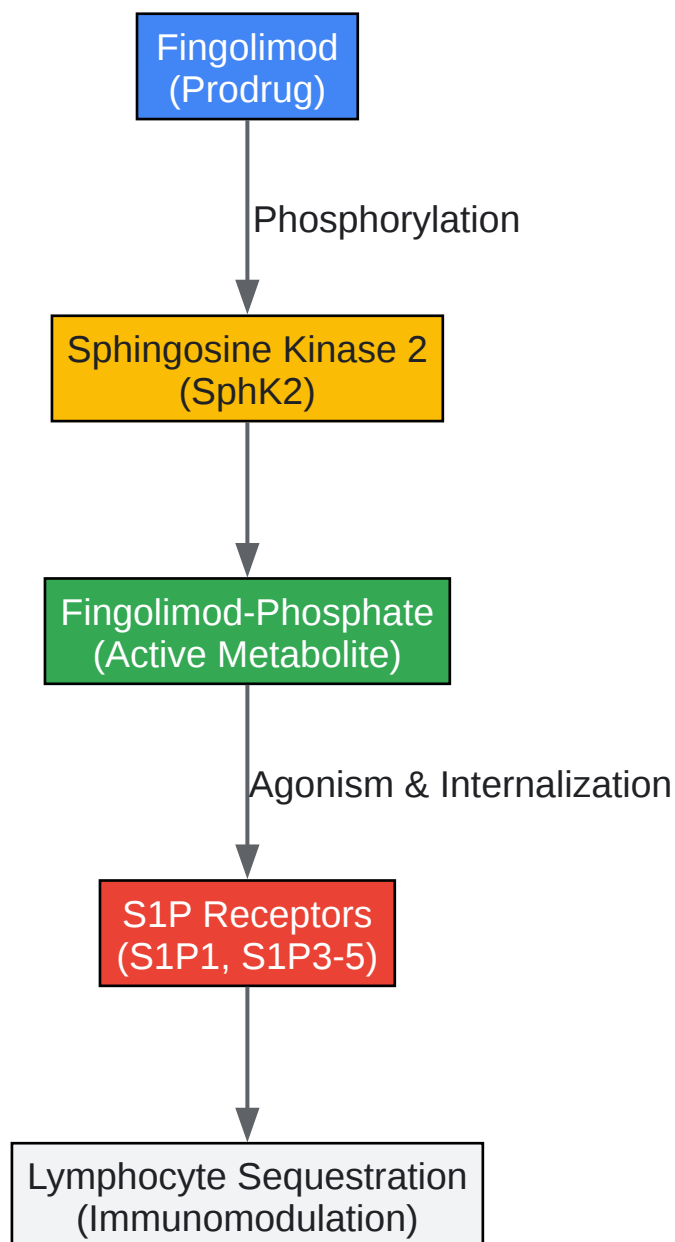 Fingolimod
(Prodrug)
Phosphorylation
Sphingosine Kinase 2
(SphK2)
Fingolimod-Phosphate
(Active Metabolite)
Agonism & Internalization
S1P Receptors
(S1P1, S1P3-5)
Lymphocyte Sequestration
(Immunomodulation)